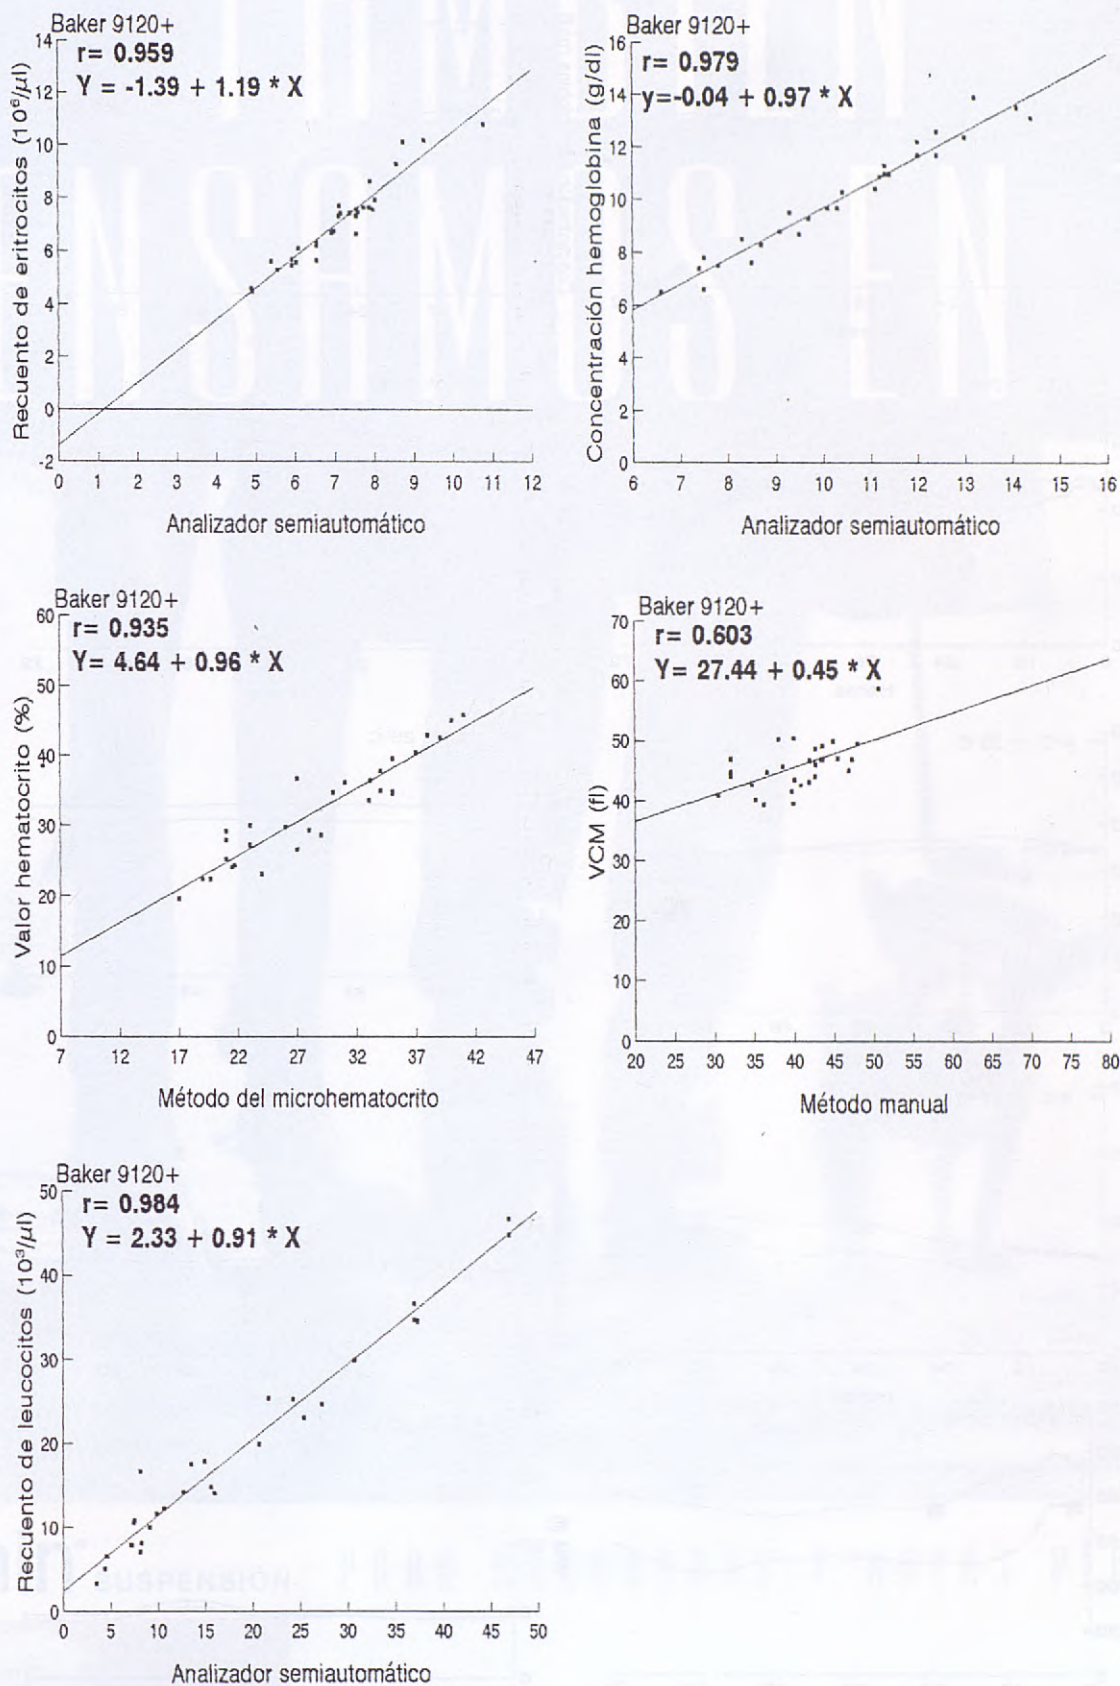 Baker 9120+
r= 0.959
Y = -1.39 + 1.19 * X
Recuento de eritrocitos (10⁶/µl)
14
12
10
8
6
4
2
0
-2
0 1 2 3 4 5 6 7 8 9 10 11 12
Analizador semiautomático
Baker 9120+
r= 0.979
y=-0.04 + 0.97 * X
Concentración hemoglobina (g/dl)
16
14
12
10
8
6
4
2
0
6 7 8 9 10 11 12 13 14 15 16
Analizador semiautomático
Baker 9120+
r= 0.935
Y= 4.64 + 0.96 * X
Valor hematocrito (%)
60
50
40
30
20
10
0
7 12 17 22 27 32 37 42 47
Método del microhematocrito
Baker 9120+
r= 0.603
Y= 27.44 + 0.45 * X
VCM (fl)
70
60
50
40
30
20
10
0
20 25 30 35 40 45 50 55 60 65 70 75 80
Método manual
Baker 9120+
r= 0.984
Y = 2.33 + 0.91 * X
Recuento de leucocitos (10³/µl)
50
40
30
20
10
0
0 5 10 15 20 25 30 35 40 45 50
Analizador semiautomático
SUSPENSIÓN